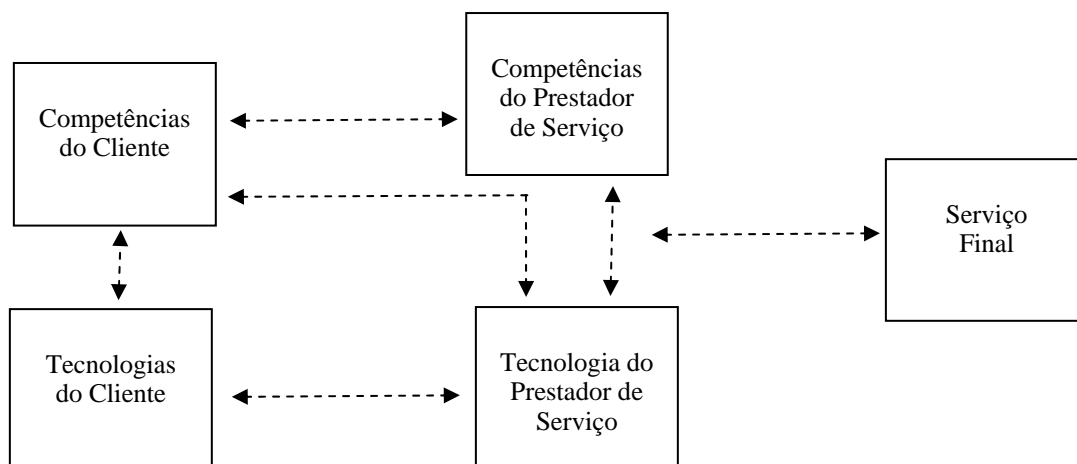 Competências
do Cliente
Competências
do Prestador
de Serviço
Serviço
Final
Tecnologias
do Cliente
Tecnologia do
Prestador de
Serviço